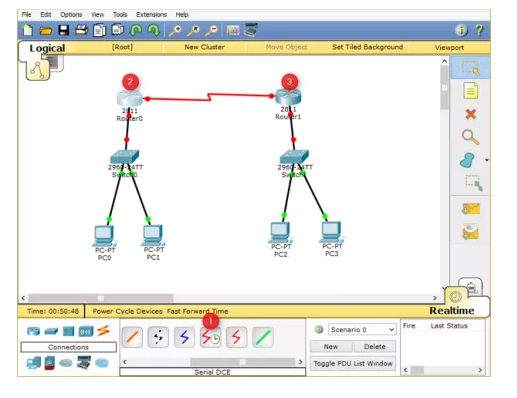 File Edit Options View Tools Extensions Help
Logical [Root] New Cluster Move Object Set Tiled Background Viewport
2 3
2811
Router0
2811
Router1
2960-24TT
Switch0
2960-24TT
PC-PT
PC0
PC-PT
PC1
PC-PT
PC2
PC-PT
PC3
Time: 00:50:48 Power Cycle Devices Fast Forward Time Realtime
1
Scenario 0
Fire Last Status
Connections
New Delete
Toggle PDU List Window
Serial DCE